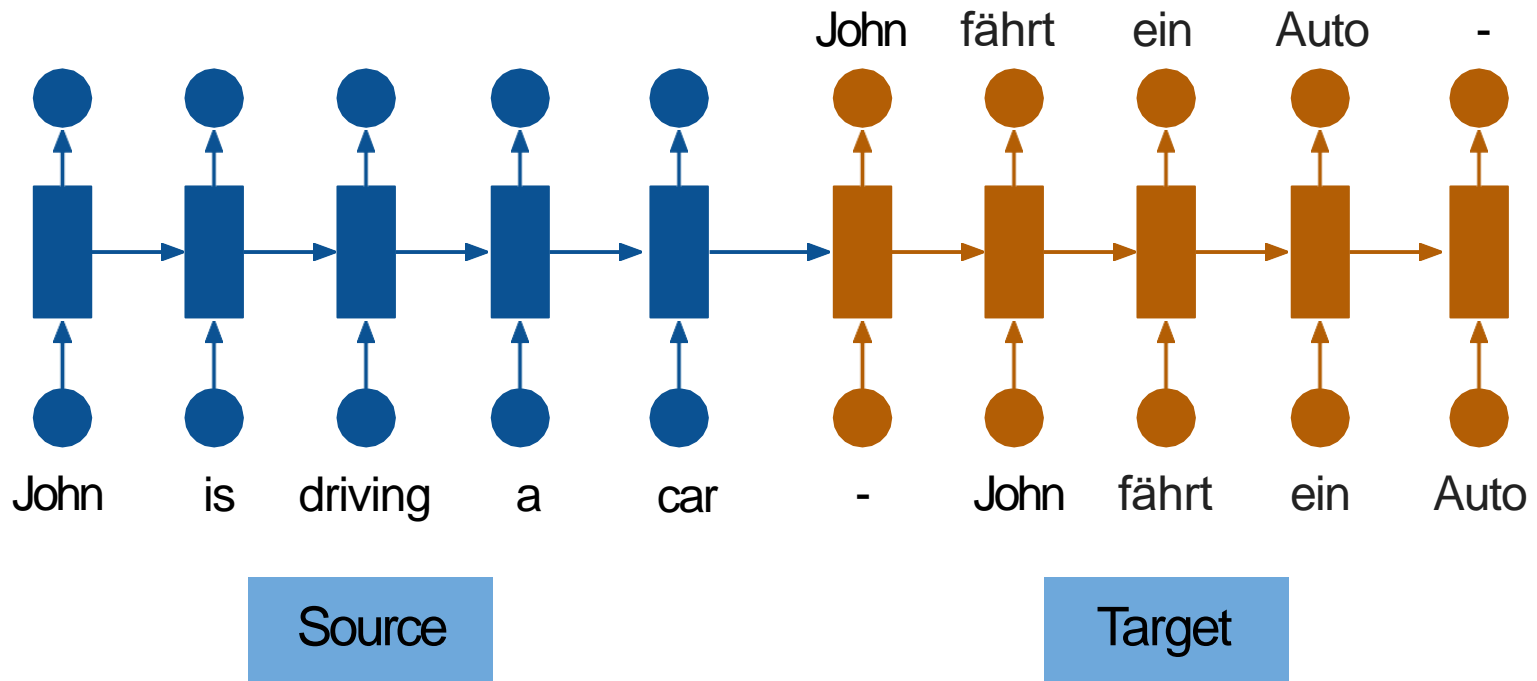 John fährt ein Auto -
John is driving a car - John fährt ein Auto
Source Target